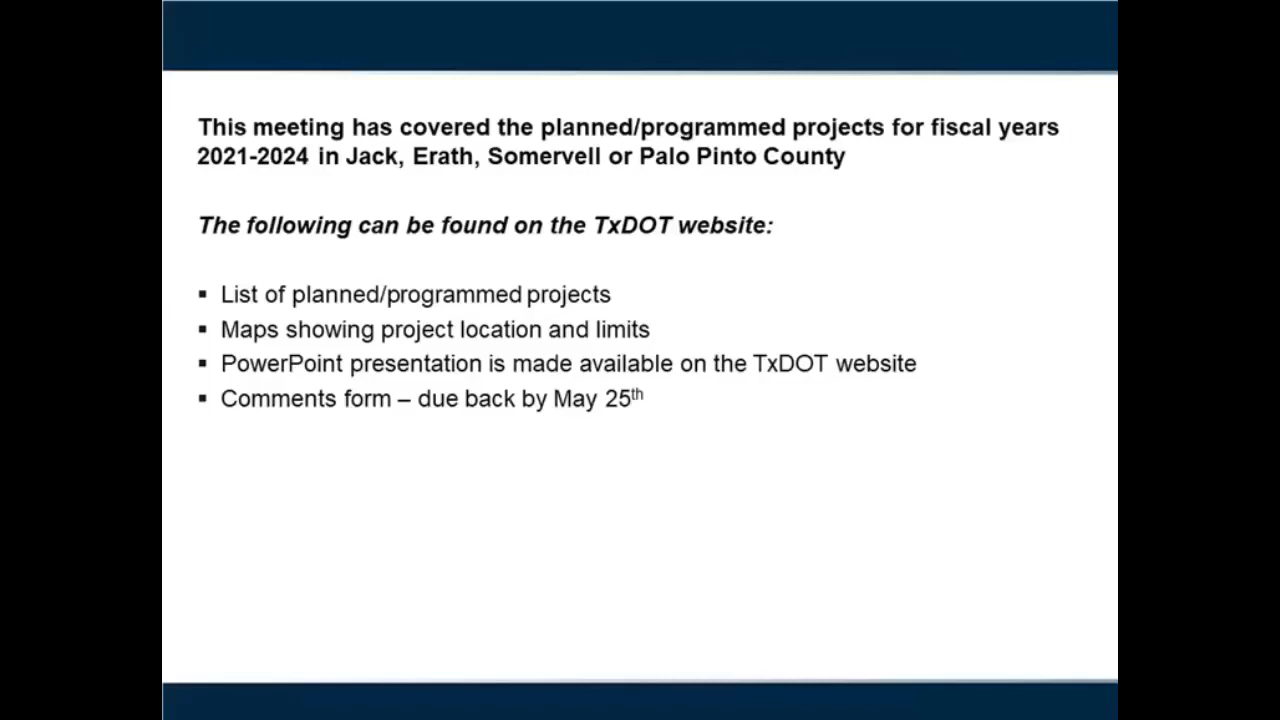 This meeting has covered the planned/programmed projects for fiscal years
2021-2024 in Jack, Erath, Somervell or Palo Pinto County
The following can be found on the TxDOT website:
▪ List of planned/programmed projects
▪ Maps showing project location and limits
▪ PowerPoint presentation is made available on the TxDOT website
▪ Comments form – due back by May 25th